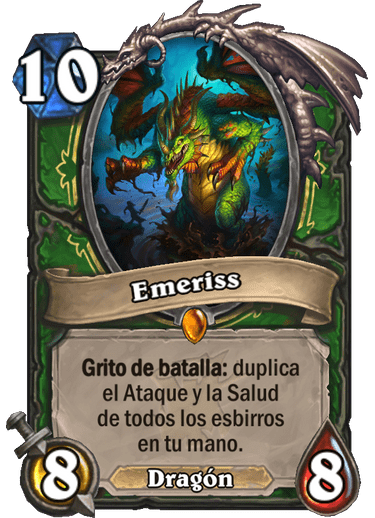 10
Emeriss
Grito de batalla: duplica
el Ataque y la Salud
de todos los esbirros
en tu mano.
8
Dragón
8